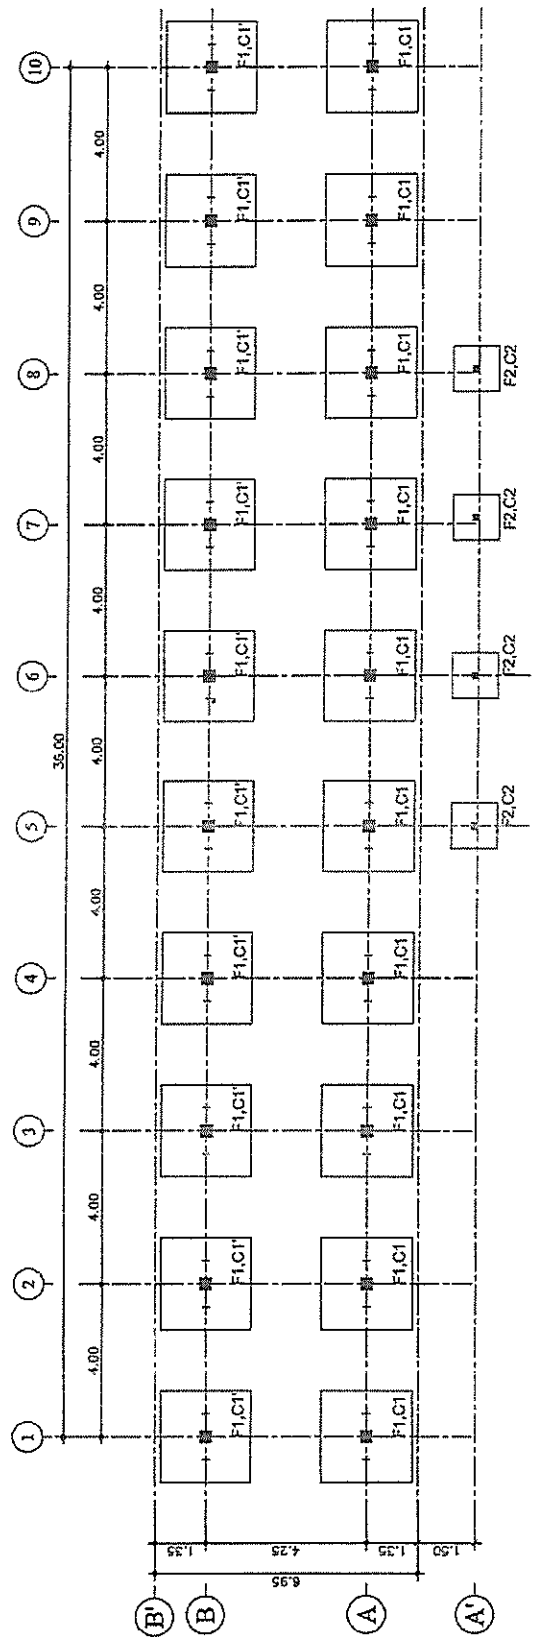 10
9
8
7
6
5
4
3
2
1
36.00
4.00
4.00
4.00
4.00
4.00
4.00
4.00
4.00
4.00
F1,C1'
F1,C1
F1,C1'
F1,C1
F1,C1'
F1,C1
F2,C2
F1,C1'
F1,C1
F2,C2
F1,C1'
F1,C1
F2,C2
F1,C1'
F1,C1
F2,C2
F1,C1'
F1,C1
F1,C1'
F1,C1
F1,C1'
F1,C1
F1,C1'
F1,C1
1.35
4.25
1.35
1.50
6.95
B'
B
A
A'